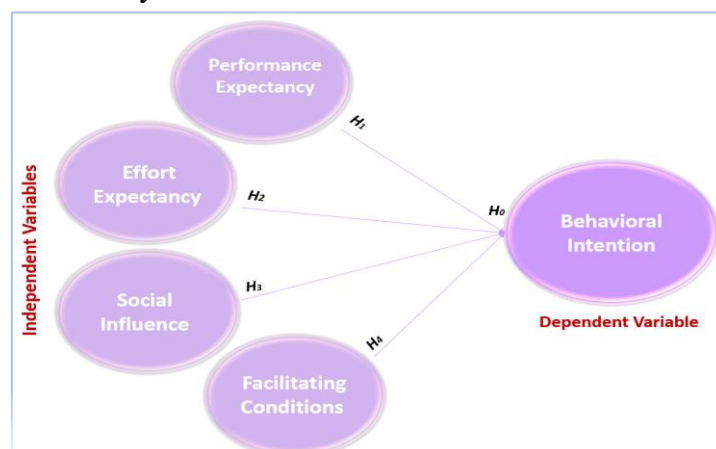 Performance
Expectancy
H₁
Effort
Expectancy
H₂
H₀
Behavioral
Intention
Independent Variables
Social
Influence
H₃
Dependent Variable
H₄
Facilitating
Conditions